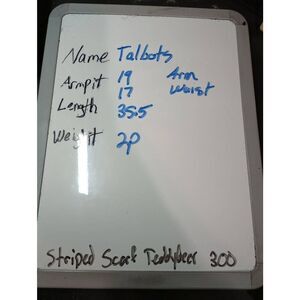 Name Talbots
Armpit 19 Arm
17 Waist
Length 35.5
Weight 2p
Striped Scarf Teddybear 300